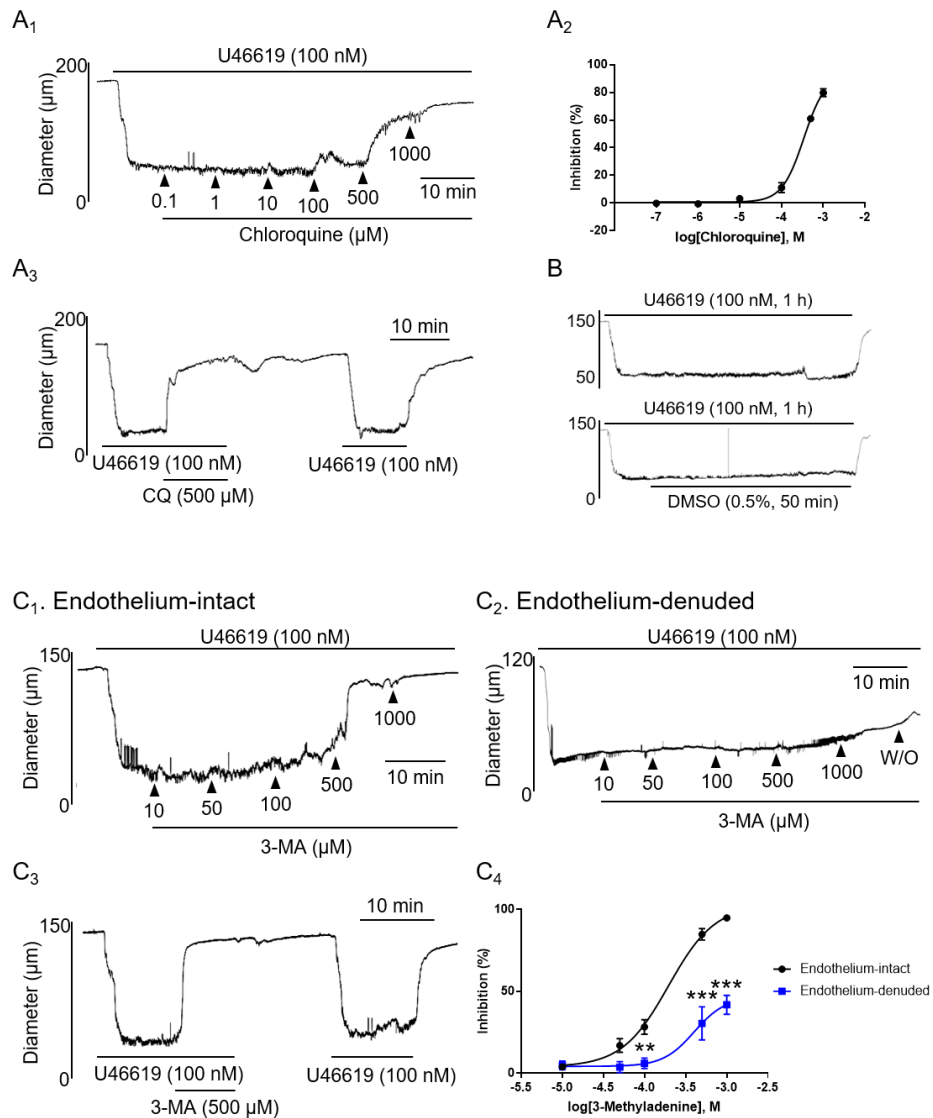 A1
U46619 (100 nM)
200
Diameter (µm)
0
0.1
1
10
100
500
1000
10 min
Chloroquine (µM)
A2
100
80
60
40
20
0
-20
Inhibition (%)
-7
-6
-5
-4
-3
-2
log[Chloroquine], M
A3
200
Diameter (µm)
0
10 min
U46619 (100 nM)
U46619 (100 nM)
CQ (500 µM)
B
U46619 (100 nM, 1 h)
150
50
U46619 (100 nM, 1 h)
150
0
DMSO (0.5%, 50 min)
C1. Endothelium-intact
U46619 (100 nM)
150
Diameter (µm)
0
10
50
100
500
1000
10 min
3-MA (µM)
C2. Endothelium-denuded
U46619 (100 nM)
120
Diameter (µm)
0
10 min
10
50
100
500
1000
W/O
3-MA (µM)
C3
150
Diameter (µm)
0
10 min
U46619 (100 nM)
U46619 (100 nM)
3-MA (500 µM)
C4
100
50
0
Inhibition (%)
**
***
***
Endothelium-intact
Endothelium-denuded
-5.5
-5.0
-4.5
-4.0
-3.5
-3.0
-2.5
log[3-Methyladenine], M